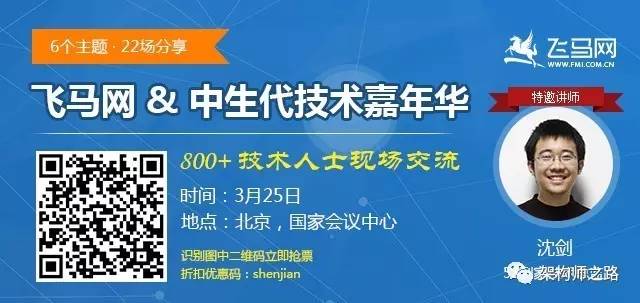 6个主题·22场分享
飞马网
WWW.FMI.COM.CN
飞马网 & 中生代技术嘉年华
特邀讲师
800+ 技术人士现场交流
时间：3月25日
地点：北京，国家会议中心
识别图中二维码立即抢票
折扣优惠码：shenjian
沈剑
架构师之路